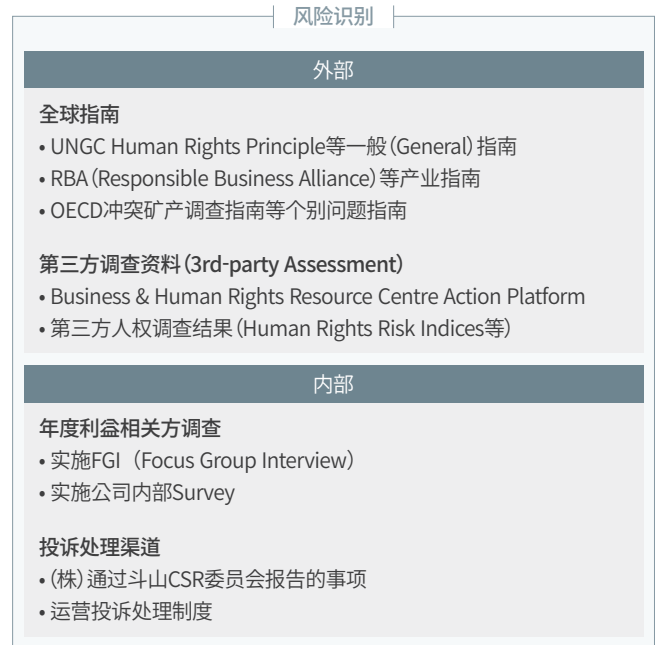 风险识别
外部
全球指南
• UNGC Human Rights Principle等一般(General)指南
• RBA(Responsible Business Alliance)等产业指南
• OECD冲突矿产调查指南等个别问题指南
第三方调查资料(3rd-party Assessment)
• Business & Human Rights Resource Centre Action Platform
• 第三方人权调查结果(Human Rights Risk Indices等)
内部
年度利益相关方调查
• 实施FGI（Focus Group Interview）
• 实施公司内部Survey
投诉处理渠道
• (株)通过斗山CSR委员会报告的事项
• 运营投诉处理制度